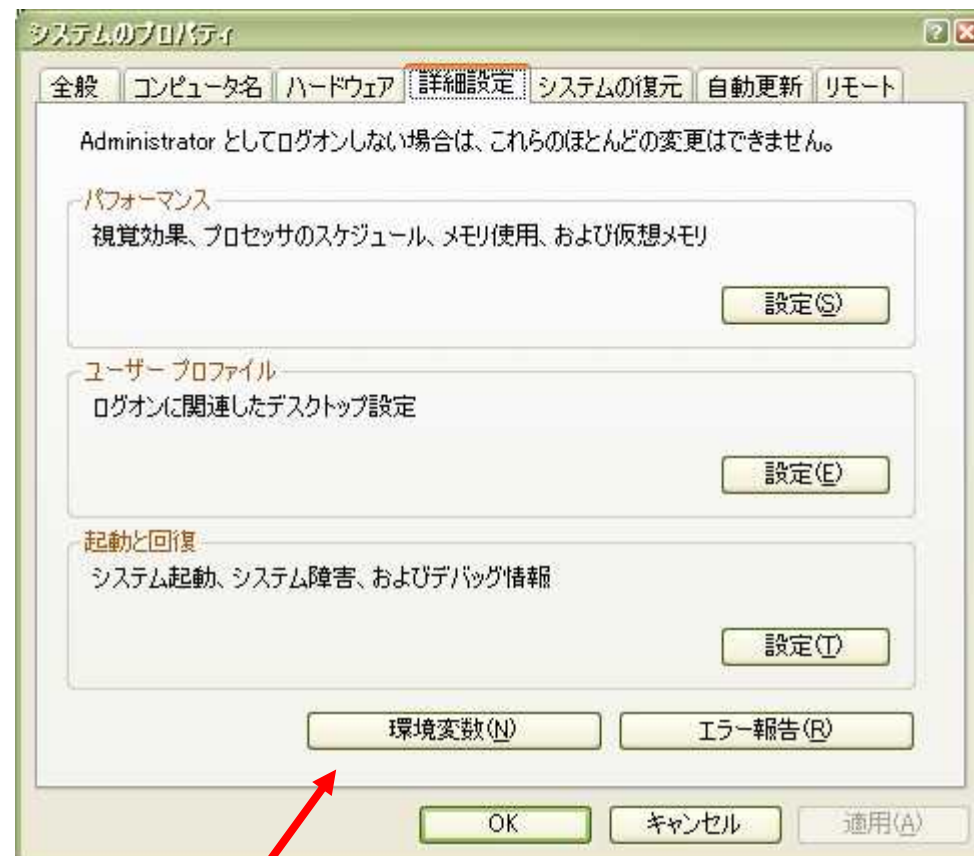 システムのプロパティ
全般 コンピュータ名 ハードウェア 詳細設定 システムの復元 自動更新 リモート
Administrator としてログオンしない場合は、これらのほとんどの変更はできません。
パフォーマンス
視覚効果、プロセッサのスケジュール、メモリ使用、および仮想メモリ
設定(S)
ユーザー プロファイル
ログオンに関連したデスクトップ設定
設定(E)
起動と回復
システム起動、システム障害、およびデバッグ情報
設定(T)
環境変数(N) エラー報告(R)
OK キャンセル 適用(A)